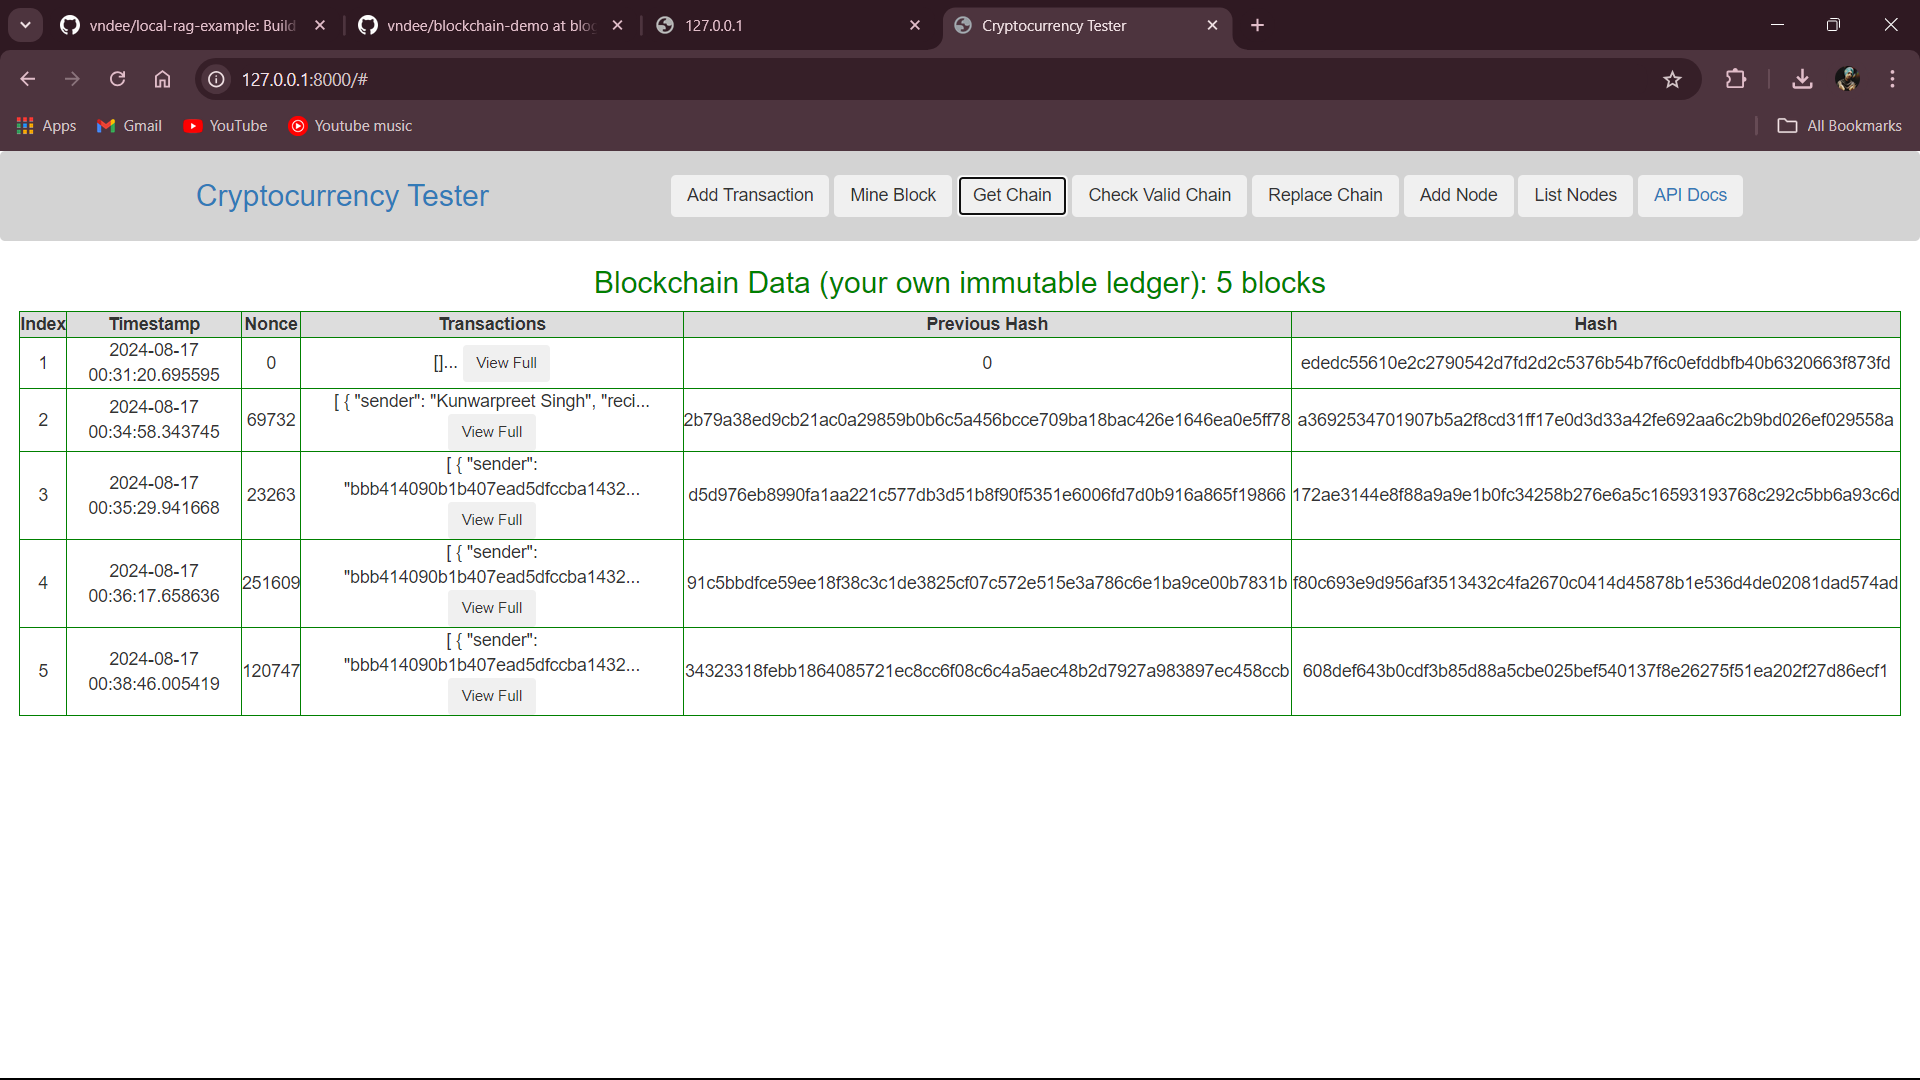 vndee/local-rag-example: Build
vndee/blockchain-demo at blog
127.0.0.1
Cryptocurrency Tester
127.0.0.1:8000/#
Apps
Gmail
YouTube
Youtube music
All Bookmarks
Cryptocurrency Tester
Add Transaction
Mine Block
Get Chain
Check Valid Chain
Replace Chain
Add Node
List Nodes
API Docs
Blockchain Data (your own immutable ledger): 5 blocks
Index Timestamp Nonce Transactions Previous Hash Hash
1 2024-08-17 00:31:20.695595 0 []... View Full 0 ededc55610e2c2790542d7fd2d2c5376b54b7f6c0efddbfb40b6320663f873fd
2 2024-08-17 00:34:58.343745 69732 [ { "sender": "Kunwarpreet Singh", "reci... View Full 2b79a38ed9cb21ac0a29859b0b6c5a456bcce709ba18bac426e1646ea0e5ff78 a3692534701907b5a2f8cd31ff17e0d3d33a42fe692aa6c2b9bd026ef029558a
3 2024-08-17 00:35:29.941668 23263 [ { "sender": "bbb414090b1b407ead5dfccba1432... View Full d5d976eb8990fa1aa221c577db3d51b8f90f5351e6006fd7d0b916a865f19866 172ae3144e8f88a9a9e1b0fc34258b276e6a5c16593193768c292c5bb6a93c6d
4 2024-08-17 00:36:17.658636 251609 [ { "sender": "bbb414090b1b407ead5dfccba1432... View Full 91c5bbdfce59ee18f38c3c1de3825cf07c572e515e3a786c6e1ba9ce00b7831b f80c693e9d956af3513432c4fa2670c0414d45878b1e536d4de02081dad574ad
5 2024-08-17 00:38:46.005419 120747 [ { "sender": "bbb414090b1b407ead5dfccba1432... View Full 34323318febb1864085721ec8cc6f08c6c4a5aec48b2d7927a983897ec458ccb 608def643b0cdf3b85d88a5cbe025bef540137f8e26275f51ea202f27d86ecf1